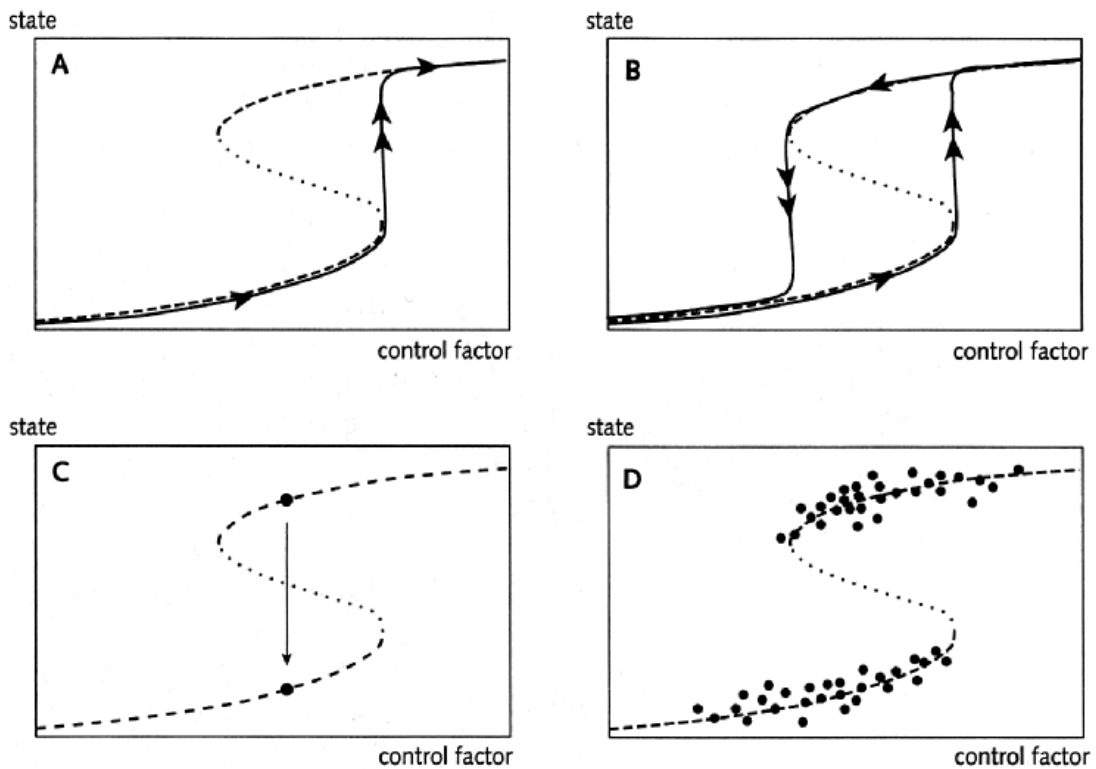 state
A
control factor
state
B
control factor
state
C
control factor
state
D
control factor